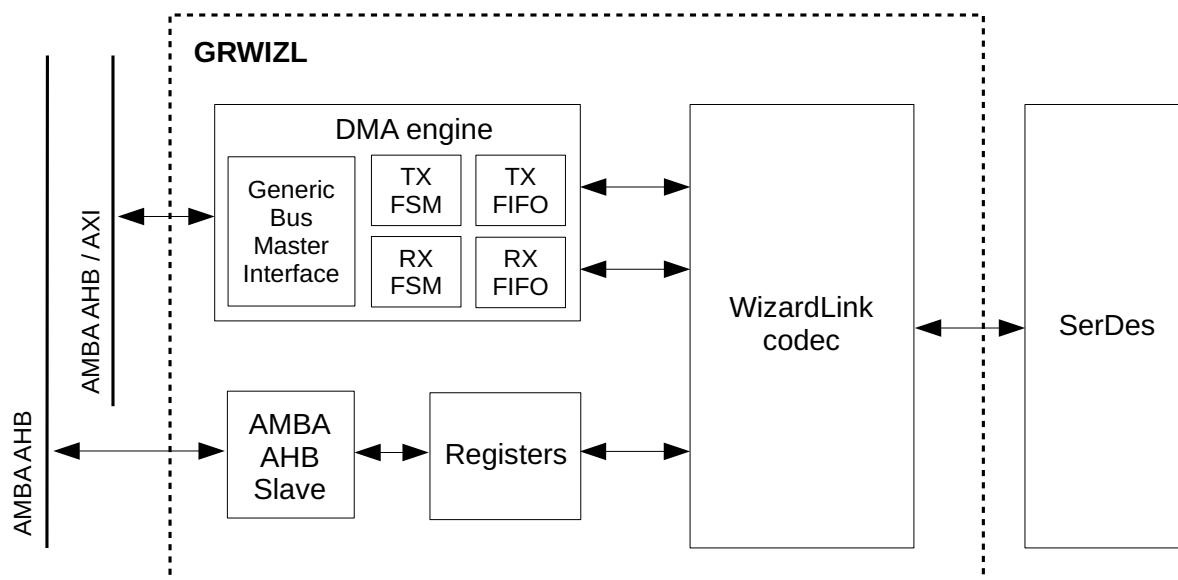 GRWIZL
DMA engine
Generic
Bus
Master
Interface
TX
FSM
TX
FIFO
RX
FSM
RX
FIFO
WizardLink
codec
SerDes
AMBA AHB / AXI
AMBA AHB
AMBA
AHB
Slave
Registers